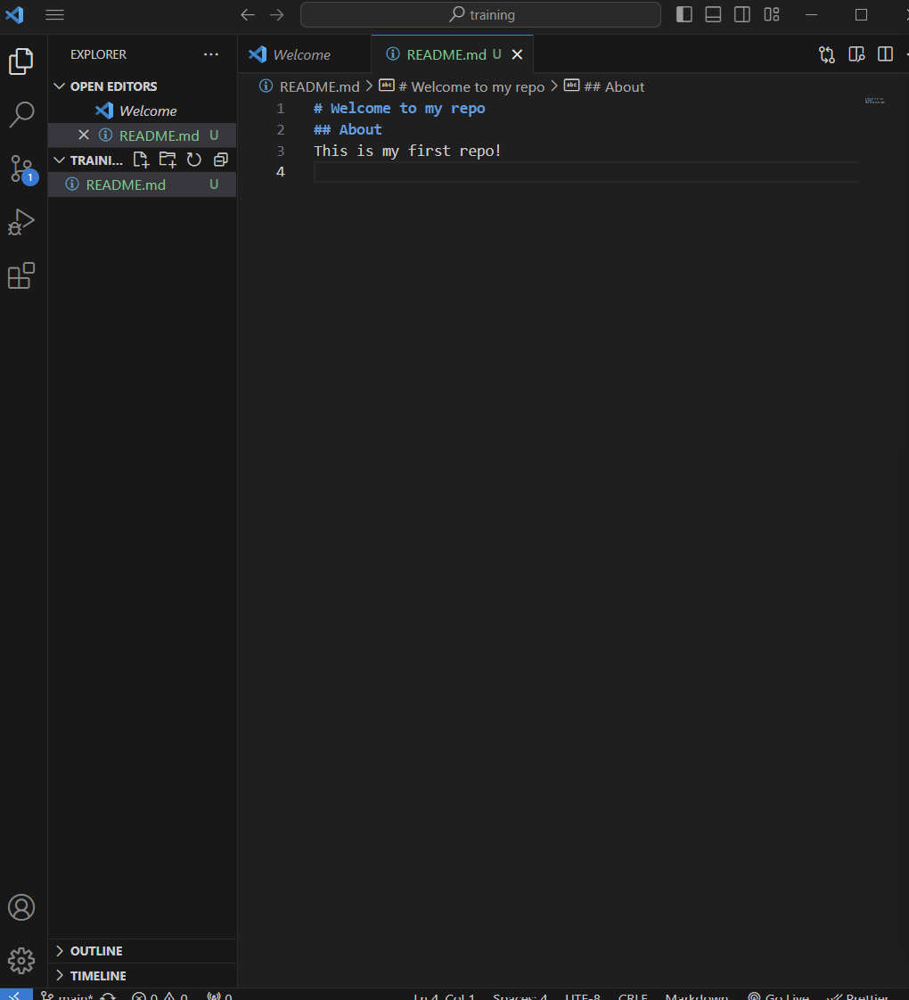 training
EXPLORER ...
Welcome
README.md U
OPEN EDITORS
Welcome
README.md U
TRAINI...
README.md U
README.md > # Welcome to my repo > ## About
1 # Welcome to my repo
2 ## About
3 This is my first repo!
4
1
OUTLINE
TIMELINE
main* 0 0 0 Ln 4, Col 1 Spaces: 4 UTF-8 CRLF Markdown Go Live Prettier